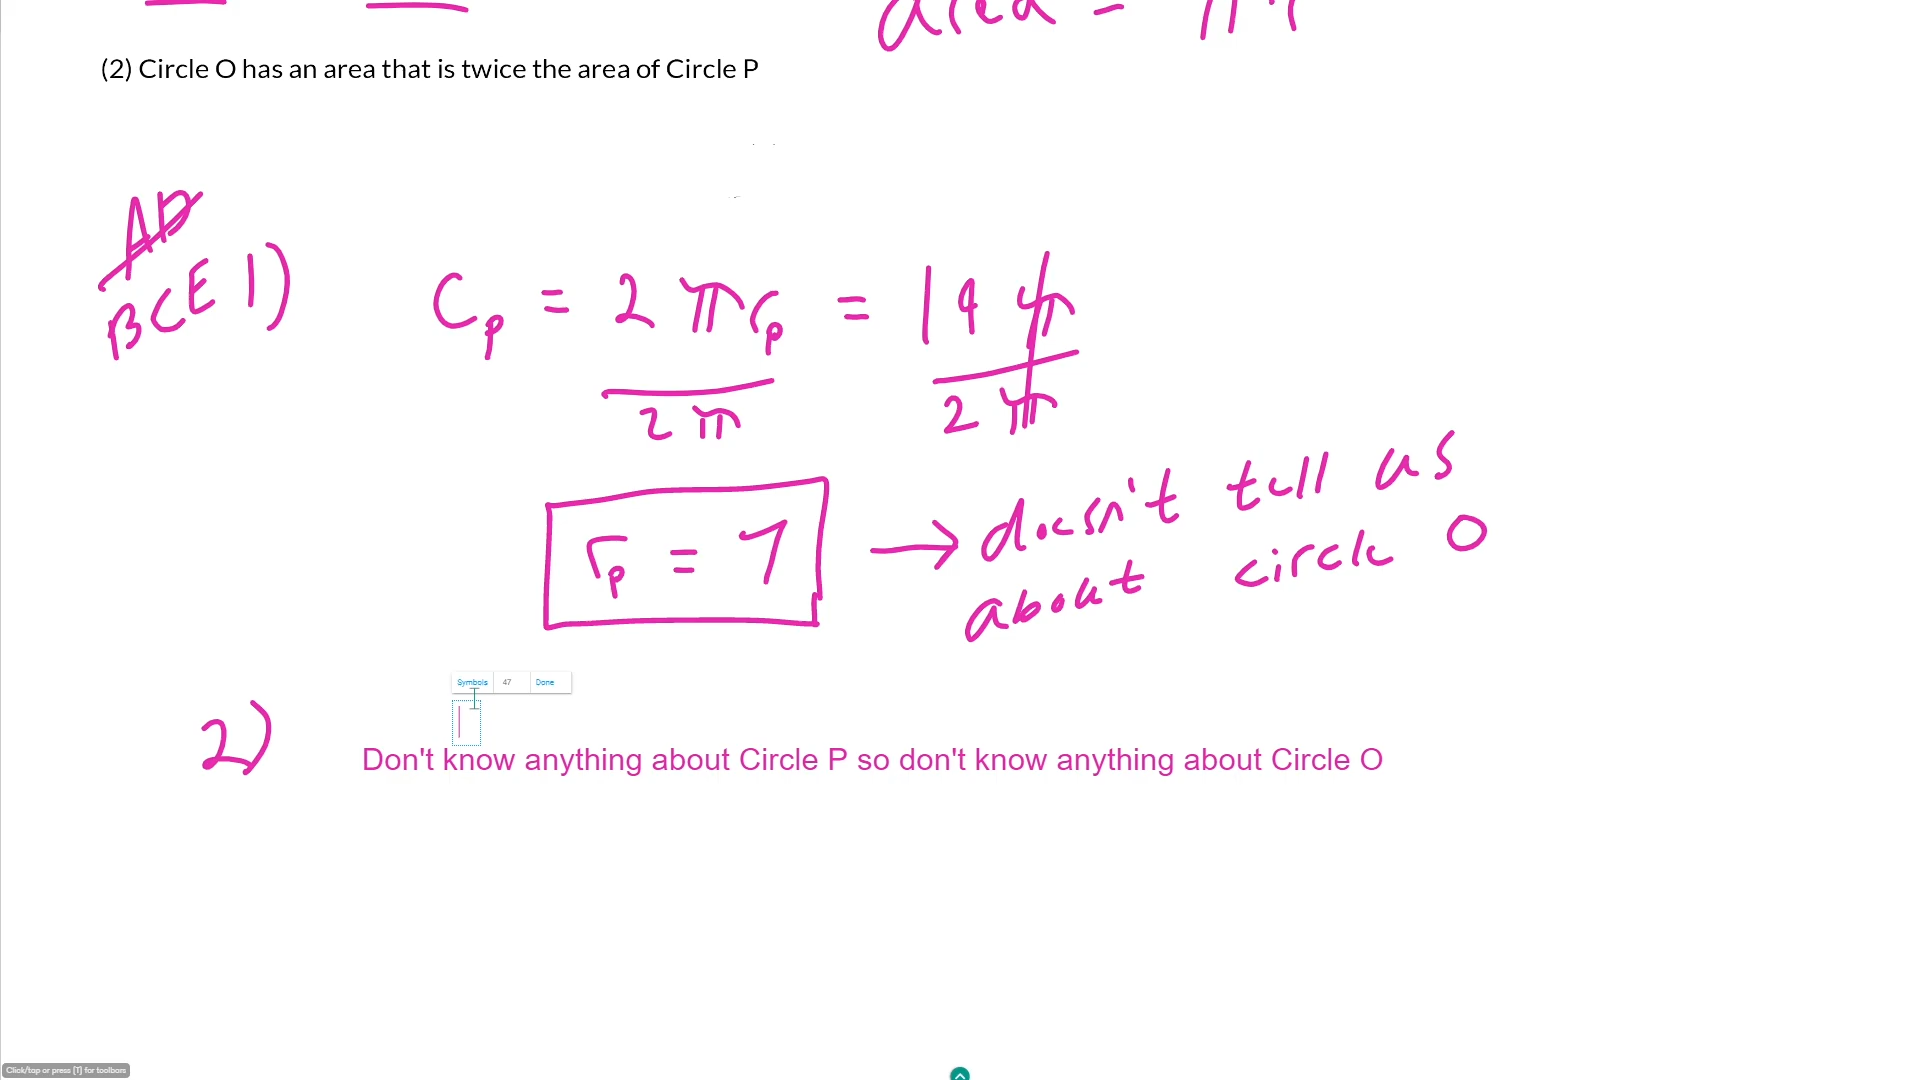 area = πr
(2) Circle O has an area that is twice the area of Circle P
AD
BCE 1)
Cₚ = 2πrₚ = 14π
2π 2π
rₚ = 7 → doesn't tell us
about circle O
Symbols 47 Done
2)
Don't know anything about Circle P so don't know anything about Circle O
Click/tap or press [T] for toolbars